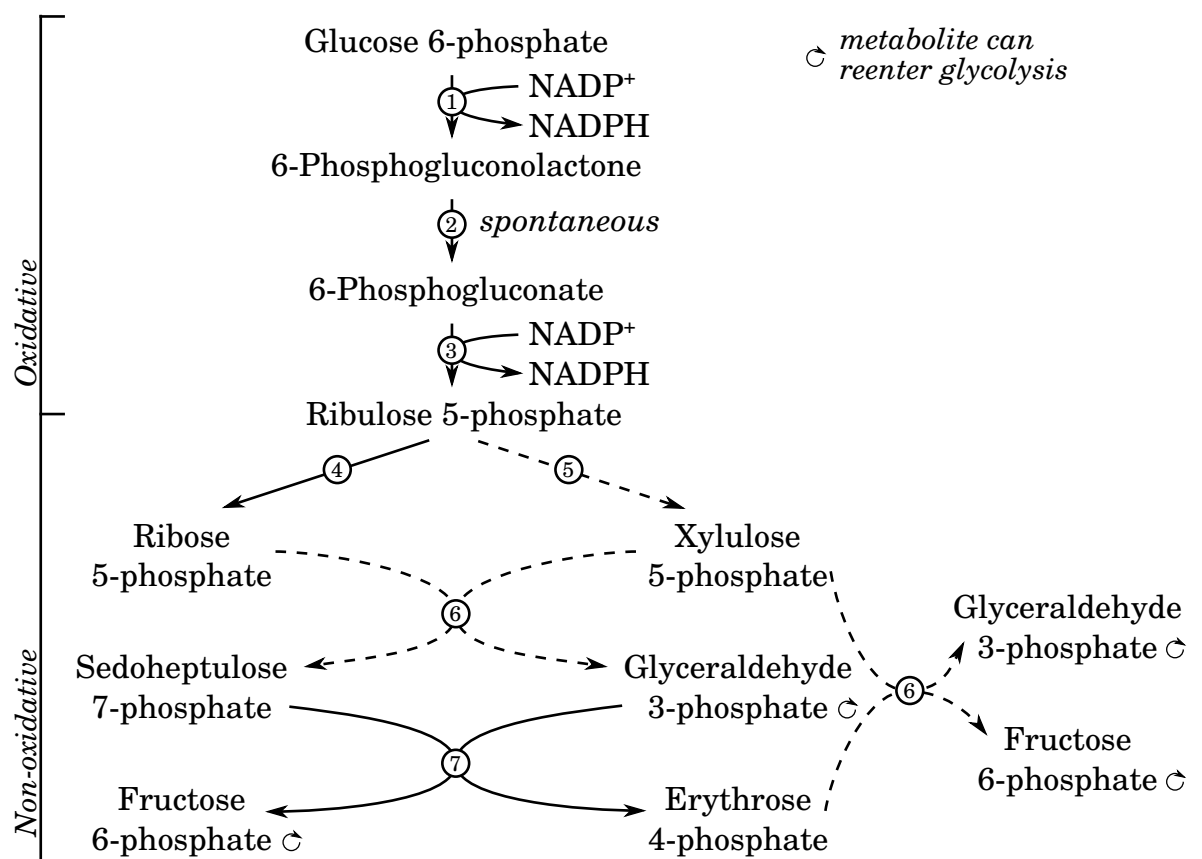 Glucose 6-phosphate
↻ metabolite can
reenter glycolysis
1
NADP⁺
NADPH
6-Phosphogluconolactone
2 spontaneous
6-Phosphogluconate
3
NADP⁺
NADPH
Oxidative
Ribulose 5-phosphate
4
5
Ribose
5-phosphate
Xylulose
5-phosphate
6
Glyceraldehyde
3-phosphate ↻
Sedoheptulose
7-phosphate
Glyceraldehyde
3-phosphate ↻
6
Fructose
6-phosphate ↻
7
Fructose
6-phosphate ↻
Erythrose
4-phosphate
Non-oxidative